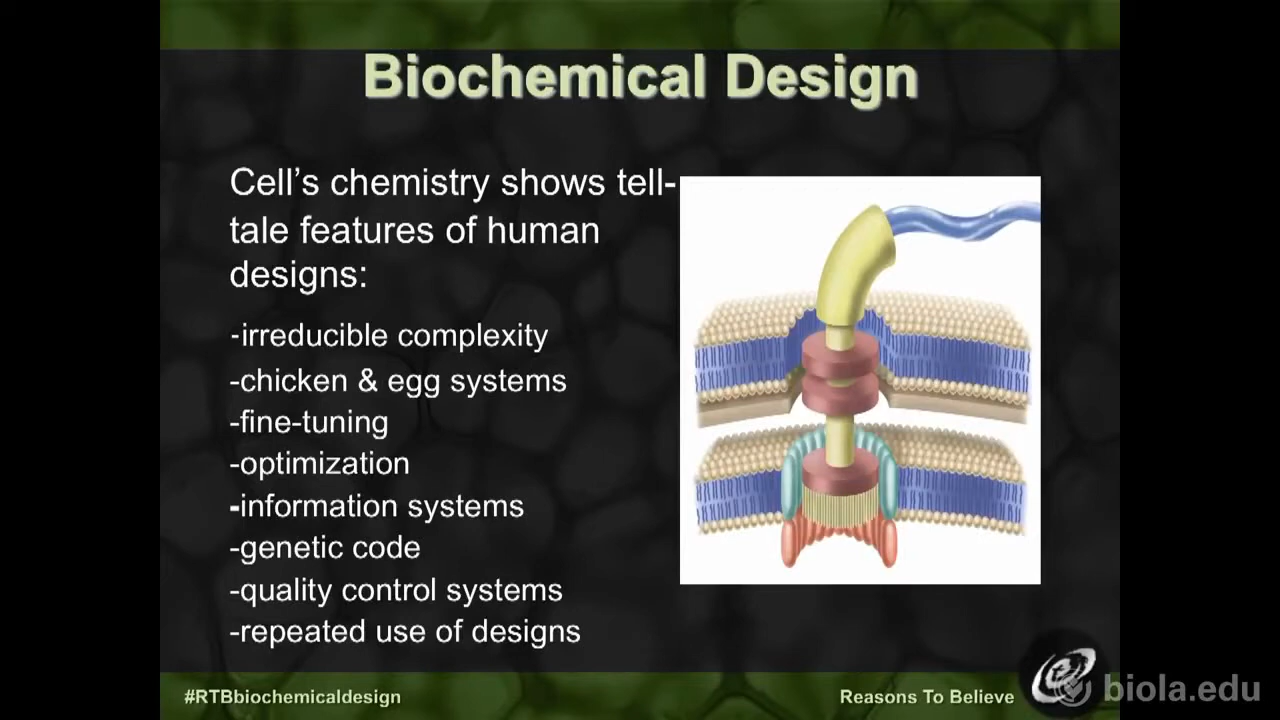 Biochemical Design
Cell's chemistry shows tell-
tale features of human
designs:
-irreducible complexity
-chicken & egg systems
-fine-tuning
-optimization
-information systems
-genetic code
-quality control systems
-repeated use of designs
#RTBbiochemicaldesign
Reasons To Believe
biola.edu